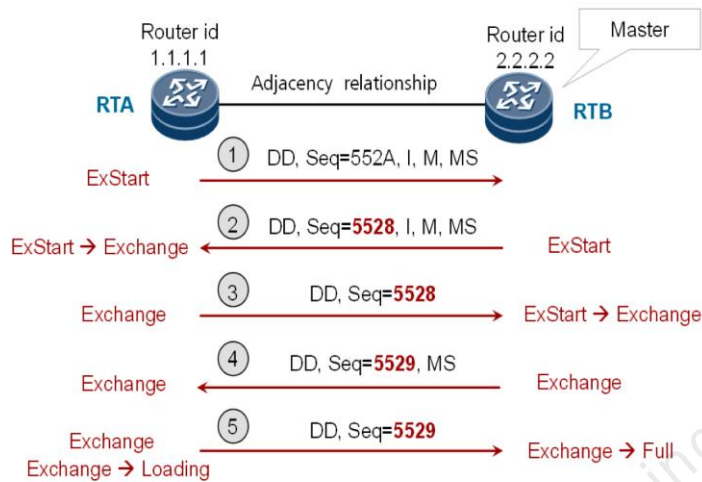 Router id
1.1.1.1
Router id
2.2.2.2
Master
Adjacency relationship
RTA
RTB
1
DD, Seq=552A, I, M, MS
ExStart
2
DD, Seq=5528, I, M, MS
ExStart → Exchange
ExStart
3
DD, Seq=5528
Exchange
ExStart → Exchange
4
DD, Seq=5529, MS
Exchange
Exchange
5
DD, Seq=5529
Exchange
Exchange → Loading
Exchange → Full